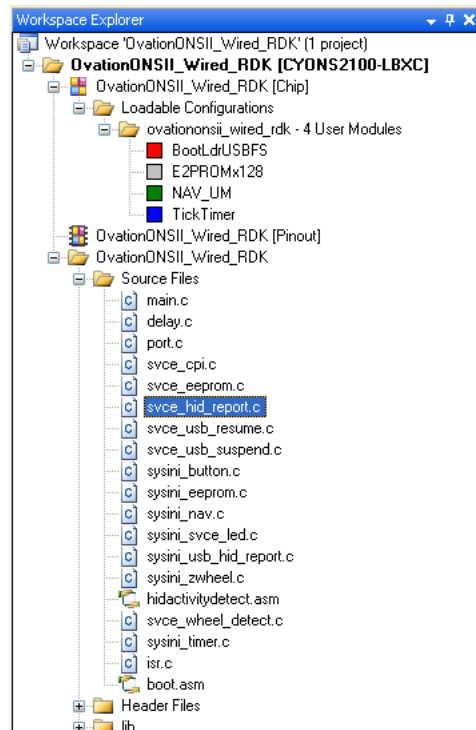 Workspace Explorer
Workspace 'OvationONSII_Wired_RDK' (1 project)
OvationONSII_Wired_RDK [CYONS2100-LBXC]
OvationONSII_Wired_RDK [Chip]
Loadable Configurations
ovationonsii_wired_rdk - 4 User Modules
BootLdrUSBFS
E2PROMx128
NAV_UM
TickTimer
OvationONSII_Wired_RDK [Pinout]
OvationONSII_Wired_RDK
Source Files
main.c
delay.c
port.c
svce_cpi.c
svce_eeprom.c
svce_hid_report.c
svce_usb_resume.c
svce_usb_suspend.c
sysini_button.c
sysini_eeprom.c
sysini_nav.c
sysini_svce_led.c
sysini_usb_hid_report.c
sysini_zwheel.c
hidactivitydetect.asm
svce_wheel_detect.c
sysini_timer.c
isr.c
boot.asm
Header Files
lib